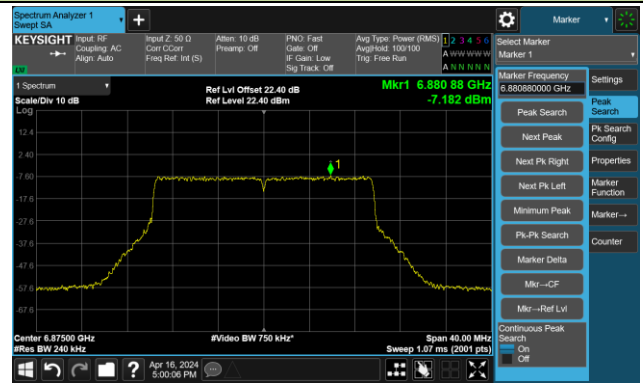 Spectrum Analyzer 1
Swept SA
Marker
KEYSIGHT
Input: RF
Coupling: AC
Align: Auto
Input Z: 50 Ω
Corr CCorr
Freq Ref: Int (S)
Atten: 10 dB
Preamp: Off
PNO: Fast
Gate: Off
IF Gain: Low
Sig Track: Off
Avg Type: Power (RMS)
Avg|Hold: 100/100
Trig: Free Run
1 2 3 4 5 6
A W W W W W
A N N N N N
Select Marker
Marker 1
1 Spectrum
Scale/Div 10 dB
Ref Lvl Offset 22.40 dB
Ref Level 22.40 dBm
Mkr1 6.880 88 GHz
-7.182 dBm
Log
12.4
2.40
-7.60
-17.6
-27.6
-37.6
-47.6
-57.6
-67.6
1
Center 6.87500 GHz
#Res BW 240 kHz
#Video BW 750 kHz*
Span 40.00 MHz
Sweep 1.07 ms (2001 pts)
Marker Frequency
6.880880000 GHz
Peak Search
Next Peak
Next Pk Right
Next Pk Left
Minimum Peak
Pk-Pk Search
Marker Delta
Mkr→CF
Mkr→Ref Lvl
Continuous Peak
Search
On
Off
Settings
Peak
Search
Pk Search
Config
Properties
Marker
Function
Marker→
Counter
?
Apr 16, 2024
5:00:06 PM